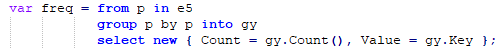 var freq = from p in e5
group p by p into gy
select new { Count = gy.Count(), Value = gy.Key };